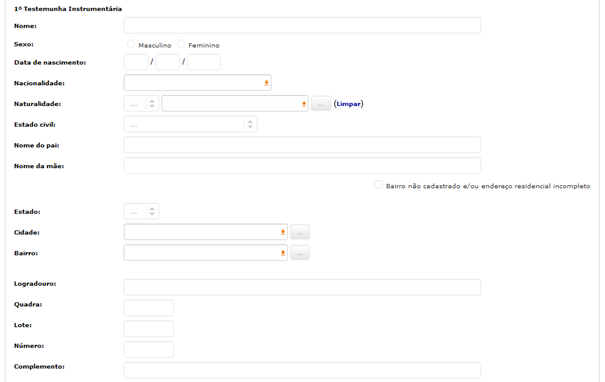 1º Testemunha Instrumentária
Nome:
Sexo: Masculino Feminino
Data de nascimento: / /
Nacionalidade:
Naturalidade: ... ... (Limpar)
Estado civil: ...
Nome do pai:
Nome da mãe:
Bairro não cadastrado e/ou endereço residencial incompleto
Estado: ...
Cidade: ...
Bairro: ...
Logradouro:
Quadra:
Lote:
Número:
Complemento: